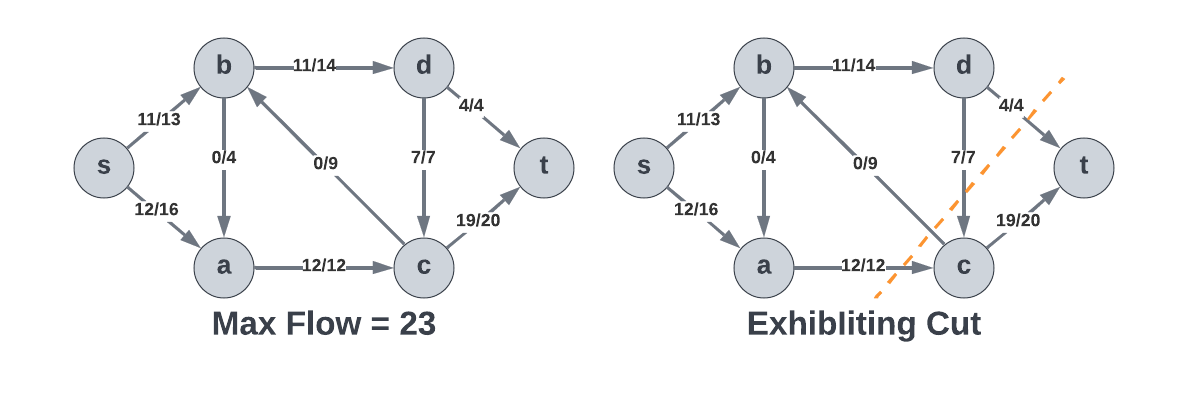 b
11/14
d
4/4
11/13
0/4
0/9
7/7
s
t
12/16
19/20
a
12/12
c
Max Flow = 23
b
11/14
d
4/4
11/13
0/4
0/9
7/7
s
t
12/16
19/20
a
12/12
c
Exhibliting Cut